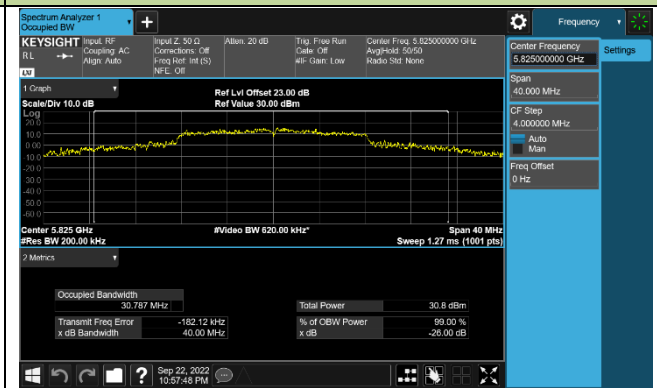 Spectrum Analyzer 1
Occupied BW
+
Frequency
KEYSIGHT
Input: RF
Coupling: AC
Align: Auto
Input Z: 50 Ω
Corrections: Off
Freq Ref: Int (S)
NFE: Off
Atten: 20 dB
Trig: Free Run
Gate: Off
#IF Gain: Low
Center Freq: 5.825000000 GHz
Avg|Hold: 50/50
Radio Std: None
RL
LXI
1 Graph
Scale/Div 10.0 dB
Ref Lvl Offset 23.00 dB
Ref Value 30.00 dBm
Log
20.0
10.0
0.00
-10.0
-20.0
-30.0
-40.0
-50.0
-60.0
Center 5.825 GHz
#Res BW 200.00 kHz
#Video BW 620.00 kHz*
Span 40 MHz
Sweep 1.27 ms (1001 pts)
2 Metrics
Occupied Bandwidth
30.787 MHz
Total Power 30.8 dBm
Transmit Freq Error -182.12 kHz
% of OBW Power 99.00 %
x dB Bandwidth 40.00 MHz
x dB -26.00 dB
?
Sep 22, 2022
10:57:48 PM
Center Frequency
5.825000000 GHz
Settings
Span
40.000 MHz
CF Step
4.000000 MHz
Auto
Man
Freq Offset
0 Hz